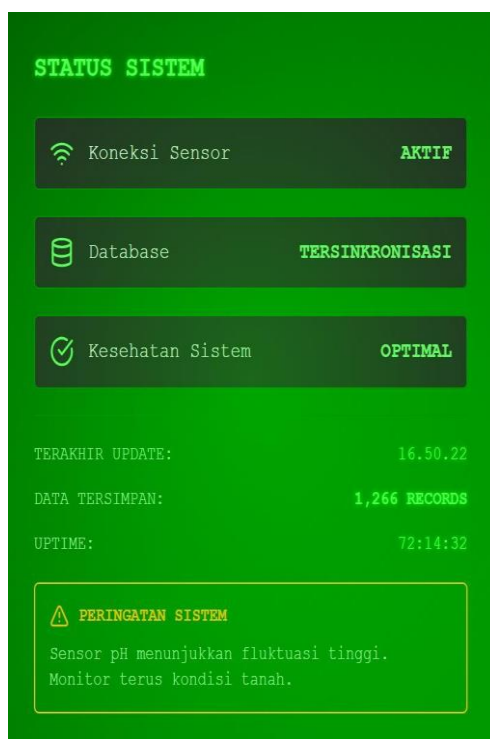 STATUS SISTEM
Koneksi Sensor AKTIF
Database TERSINKRONISASI
Kesehatan Sistem OPTIMAL
TERAKHIR UPDATE: 16.50.22
DATA TERSIMPAN: 1,266 RECORDS
UPTIME: 72:14:32
PERINGATAN SISTEM
Sensor pH menunjukkan fluktuasi tinggi.
Monitor terus kondisi tanah.